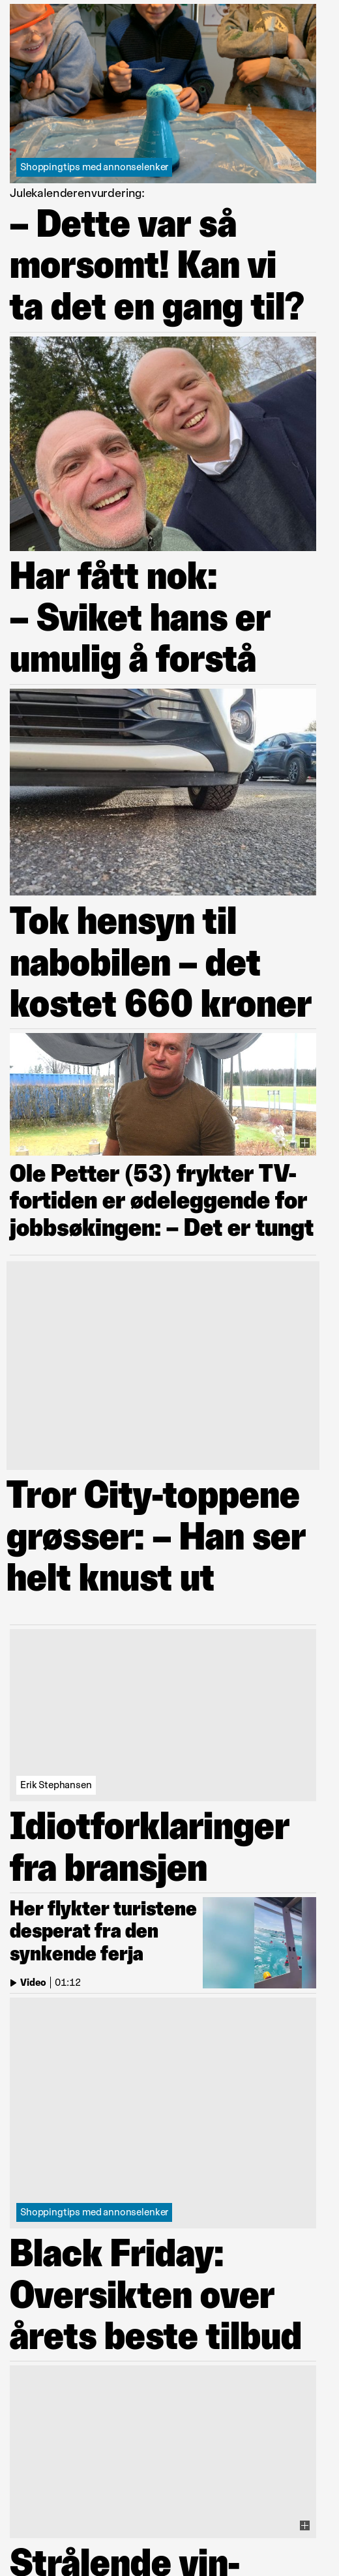 Shoppingtips med annonselenker
Julekalenderenvurdering:
– Dette var så
morsomt! Kan vi
ta det en gang til?
Har fått nok:
– Sviket hans er
umulig å forstå
Tok hensyn til
nabobilen – det
kostet 660 kroner
Ole Petter (53) frykter TV-
fortiden er ødeleggende for
jobbsøkingen: – Det er tungt
Tror City-toppene
grøsser: – Han ser
helt knust ut
Erik Stephansen
Idiotforklaringer
fra bransjen
Her flykter turistene
desperat fra den
synkende ferja
Video | 01:12
Shoppingtips med annonselenker
Black Friday:
Oversikten over
årets beste tilbud
Strålende vin-